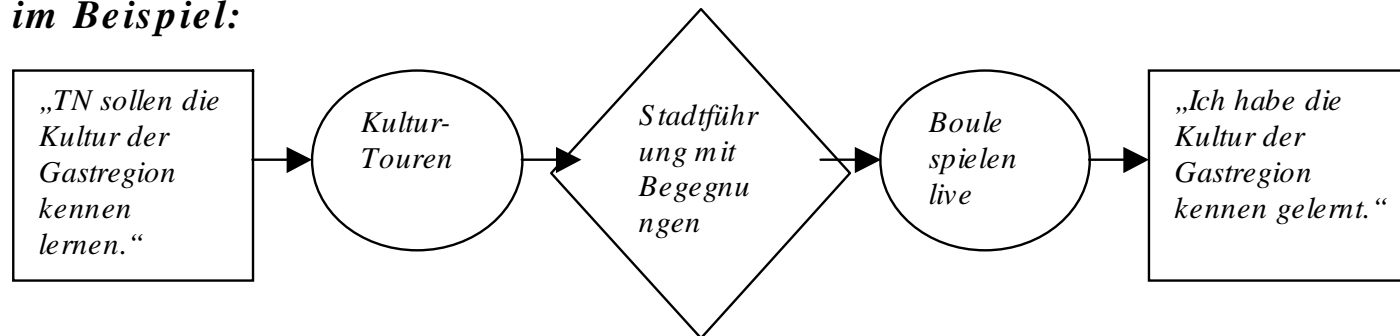 im Beispiel:
„TN sollen die
Kultur der
Gastregion
kennen
lernen.“
Kultur-
Touren
Stadtführ
ung mit
Begegnu
ngen
Boule
spielen
live
„Ich habe die
Kultur der
Gastregion
kennen gelernt.“